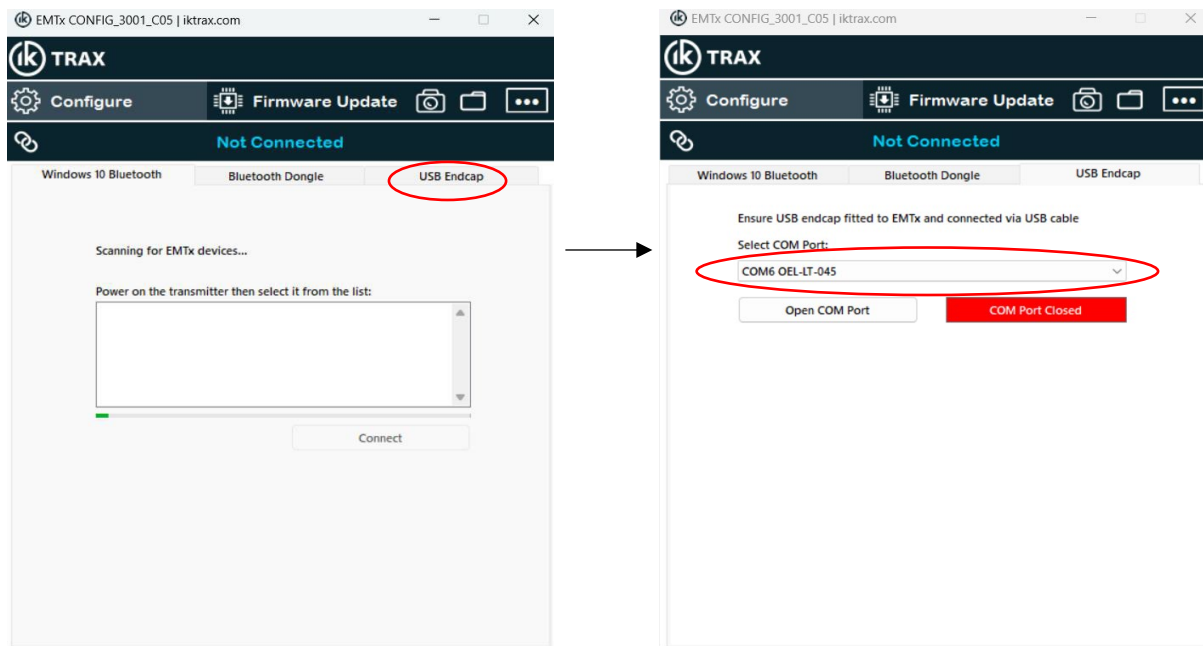 EMTx CONFIG_3001_C05 | iktrax.com
ik TRAX
Configure
Firmware Update
Not Connected
Windows 10 Bluetooth
Bluetooth Dongle
USB Endcap
Scanning for EMTx devices...
Power on the transmitter then select it from the list:
Connect
EMTx CONFIG_3001_C05 | iktrax.com
ik TRAX
Configure
Firmware Update
Not Connected
Windows 10 Bluetooth
Bluetooth Dongle
USB Endcap
Ensure USB endcap fitted to EMTx and connected via USB cable
Select COM Port:
COM6 OEL-LT-045
Open COM Port
COM Port Closed